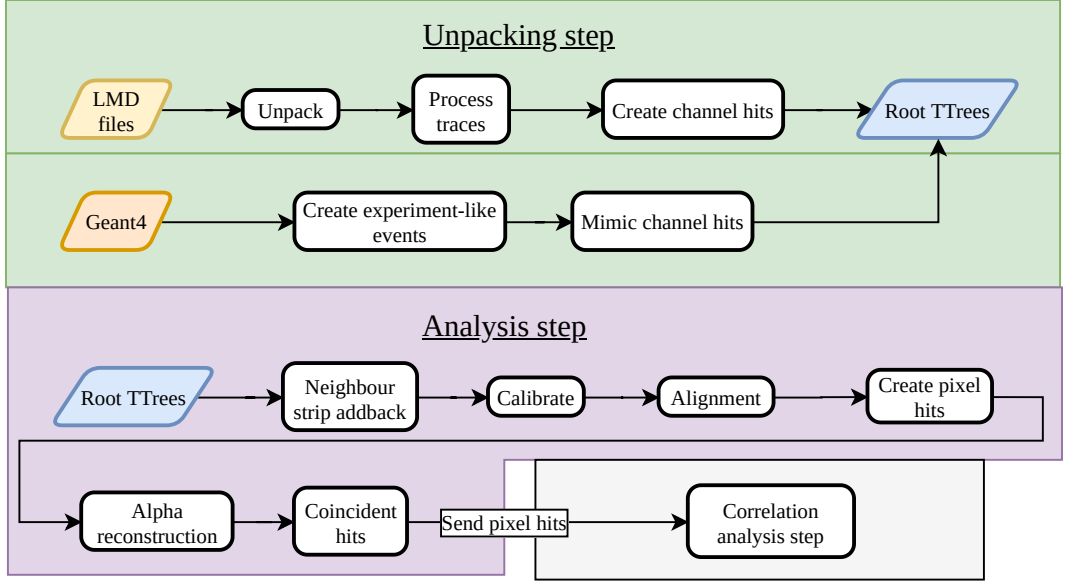 Unpacking step
LMD
files
Unpack
Process
traces
Create channel hits
Root TTrees
Geant4
Create experiment-like
events
Mimic channel hits
Analysis step
Root TTrees
Neighbour
strip addback
Calibrate
Alignment
Create pixel
hits
Alpha
reconstruction
Coincident
hits
Send pixel hits
Correlation
analysis step